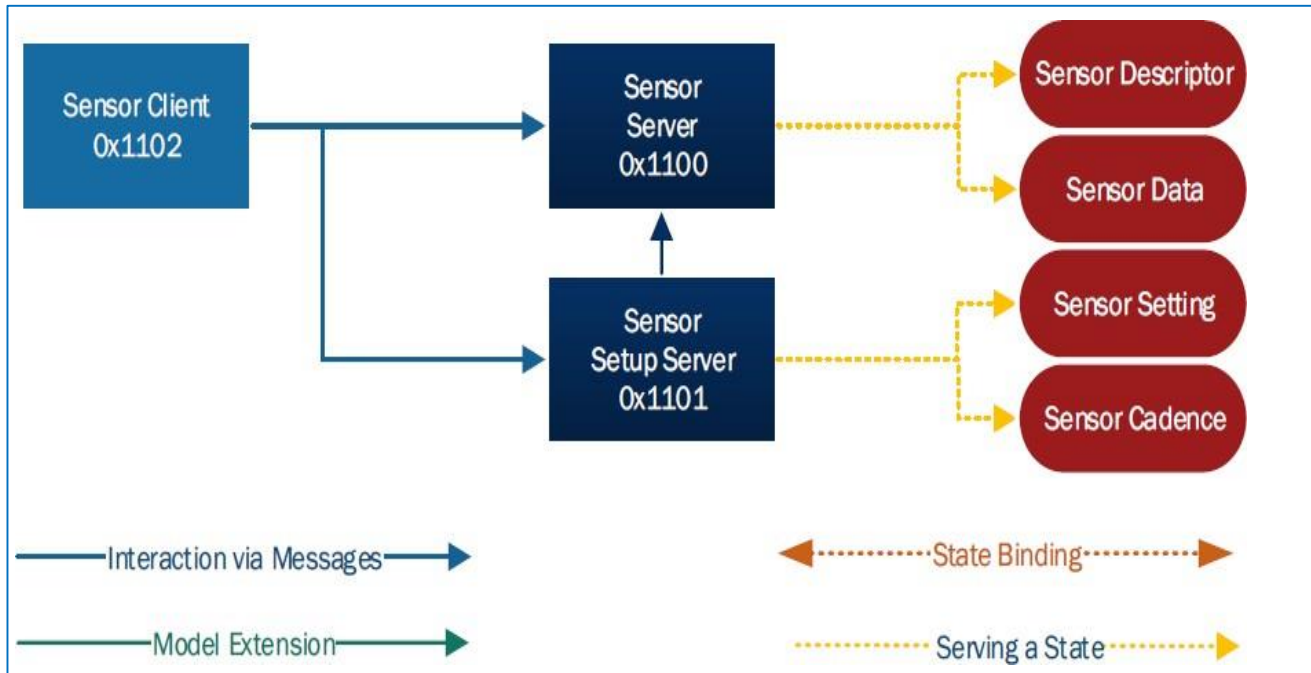 Sensor Client
0x1102
Sensor
Server
0x1100
Sensor Descriptor
Sensor Data
Sensor
Setup Server
0x1101
Sensor Setting
Sensor Cadence
Interaction via Messages
State Binding
Model Extension
Serving a State